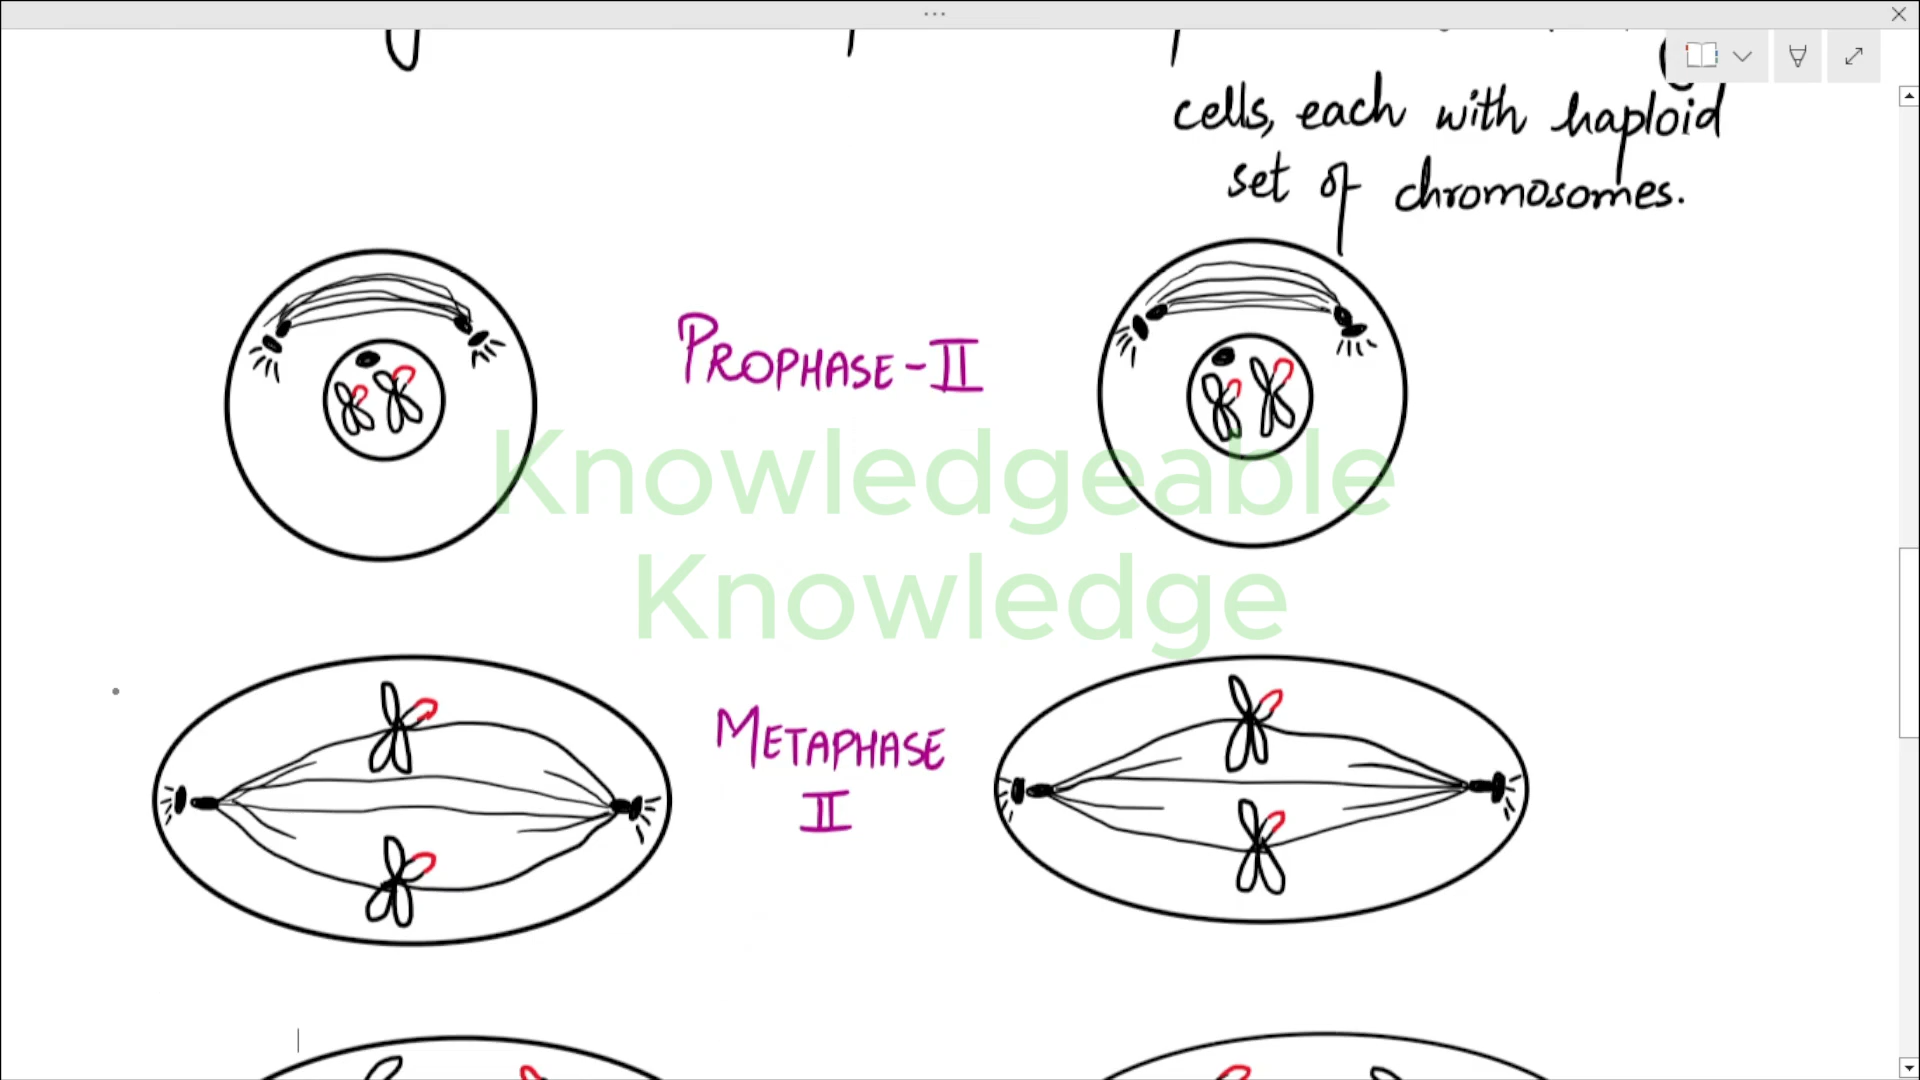 cells, each with haploid
set of chromosomes.
PROPHASE-II
Knowledgeable
Knowledge
METAPHASE
II